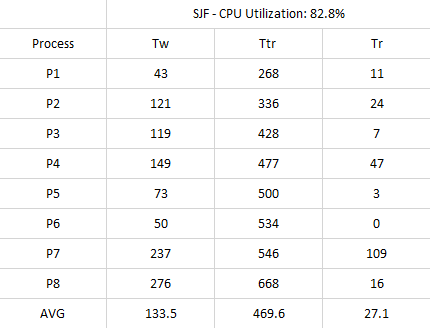 SJF - CPU Utilization: 82.8%
Process Tw Ttr Tr
P1 43 268 11
P2 121 336 24
P3 119 428 7
P4 149 477 47
P5 73 500 3
P6 50 534 0
P7 237 546 109
P8 276 668 16
AVG 133.5 469.6 27.1